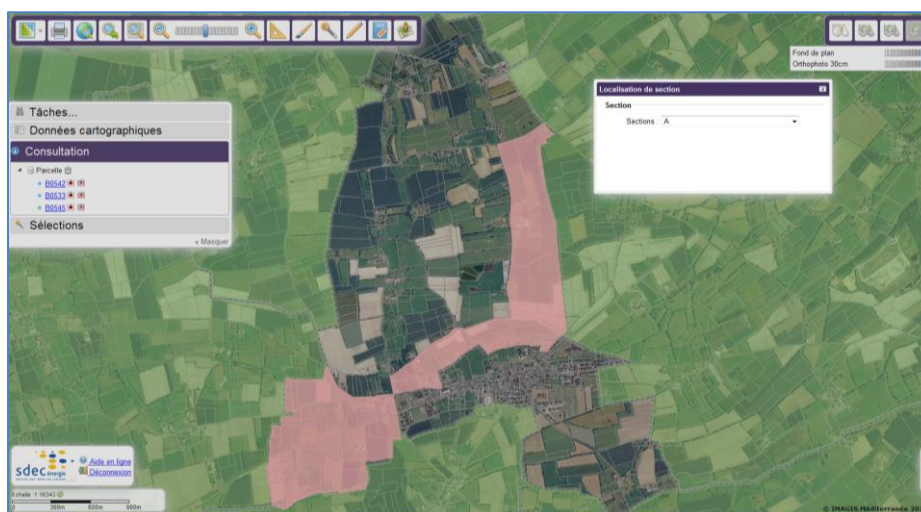 Fond de plan
Orthophoto 30cm
Localisation de section
Section
Sections : A
Tâches...
Données cartographiques
Consultation
Parcelle
B0542
B0533
B0545
Sélections
« Masquer
sdec énergie
Aide en ligne
Déconnexion
Echelle :1:16343
0 300m 600m 900m
© IMAGIS Méditerranée 20